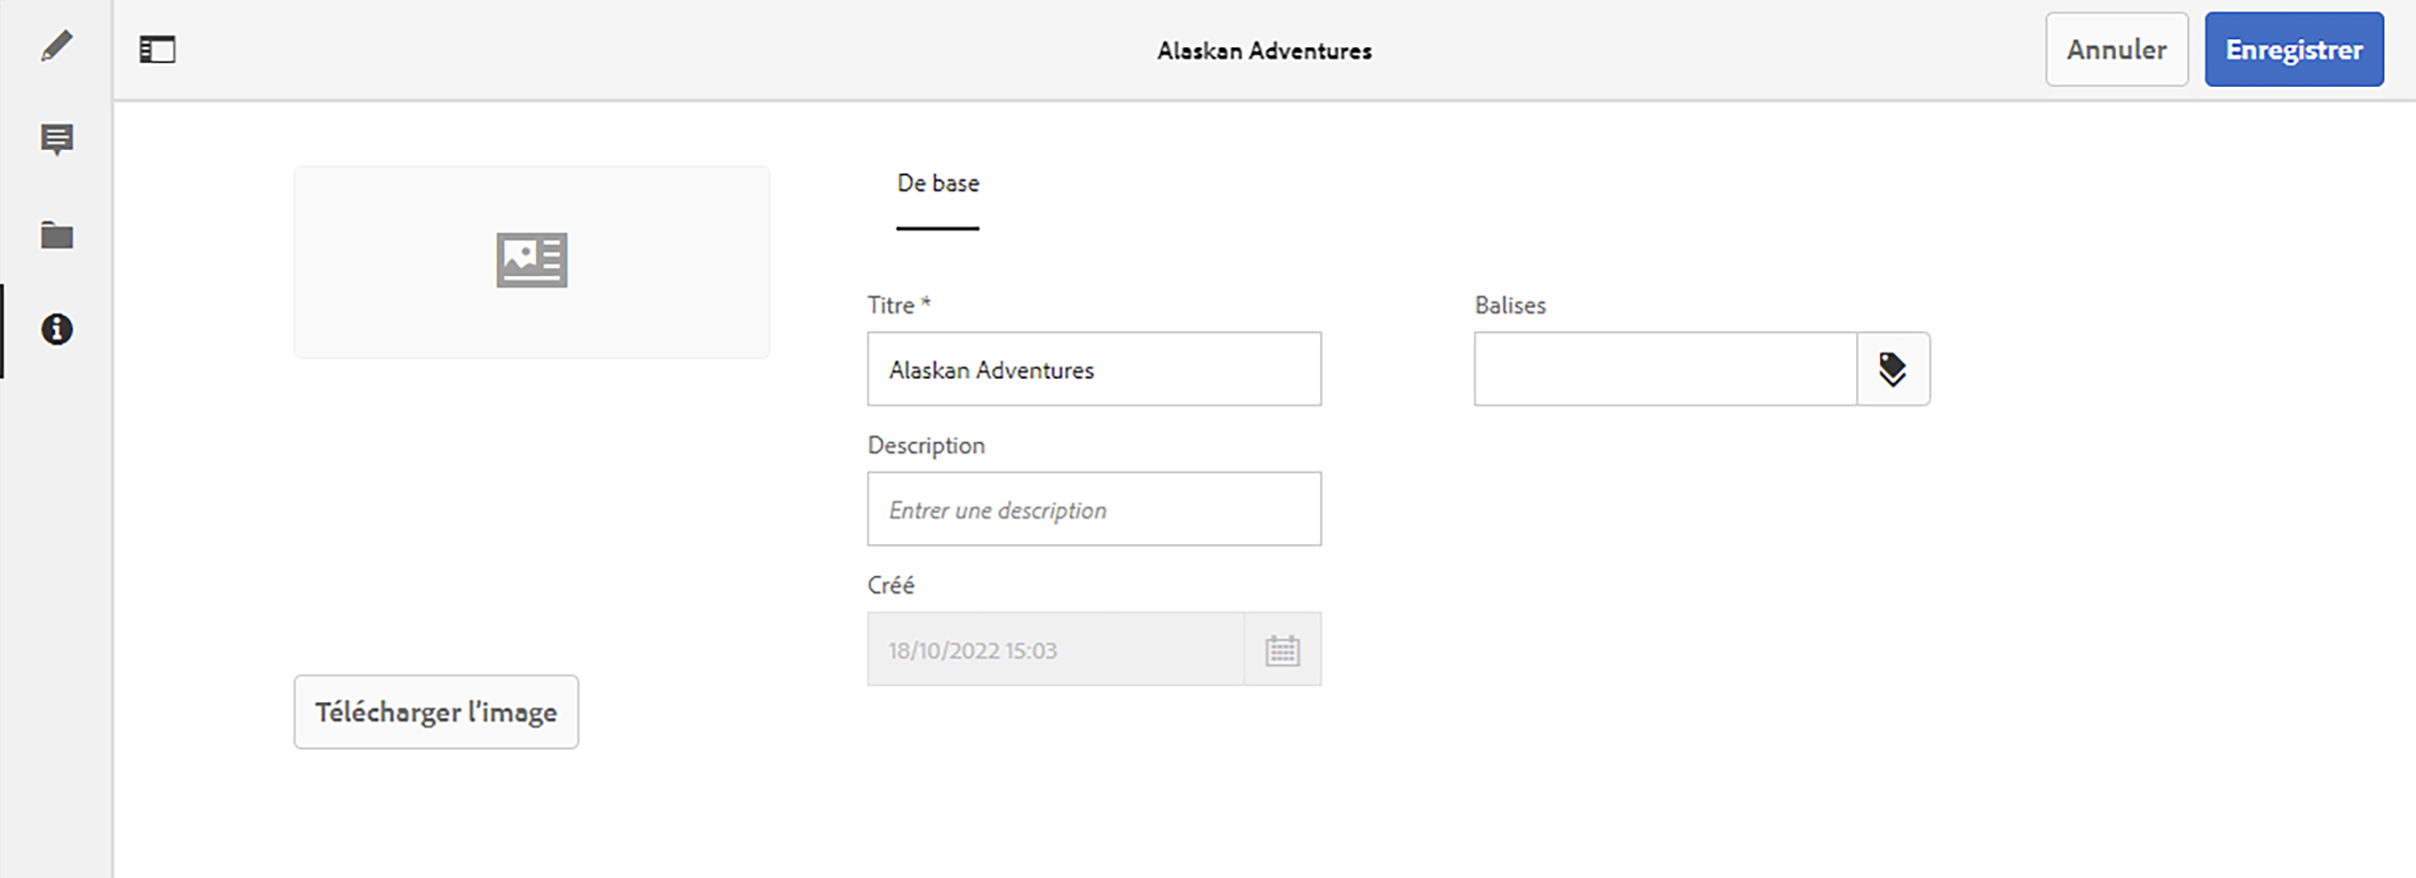 Alaskan Adventures
Annuler
Enregistrer
De base
Titre *
Alaskan Adventures
Balises
Description
Entrer une description
Créé
18/10/2022 15:03
Télécharger l’image